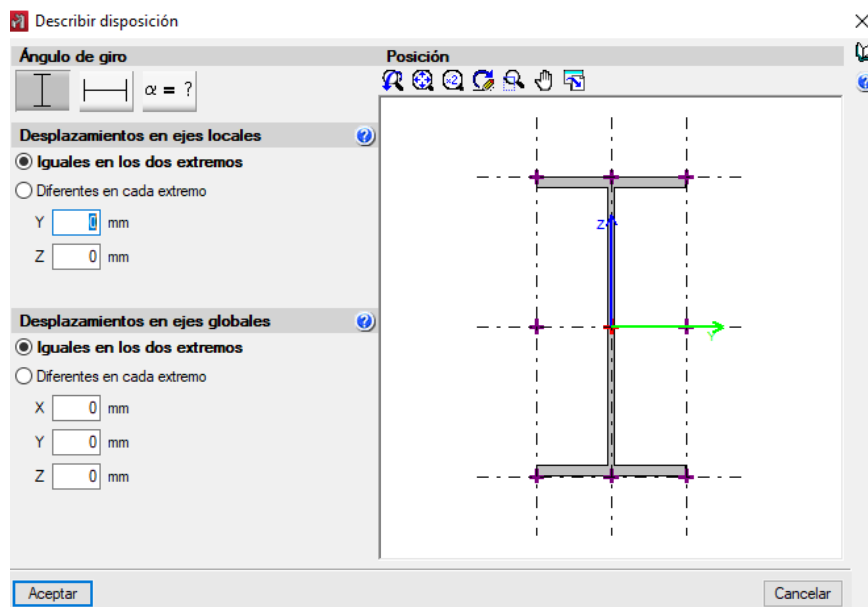 Describir disposición
Ángulo de giro
α = ?
Desplazamientos en ejes locales
Iguales en los dos extremos
Diferentes en cada extremo
Y 0 mm
Z 0 mm
Desplazamientos en ejes globales
Iguales en los dos extremos
Diferentes en cada extremo
X 0 mm
Y 0 mm
Z 0 mm
Posición
x2
Z
Y
Aceptar
Cancelar